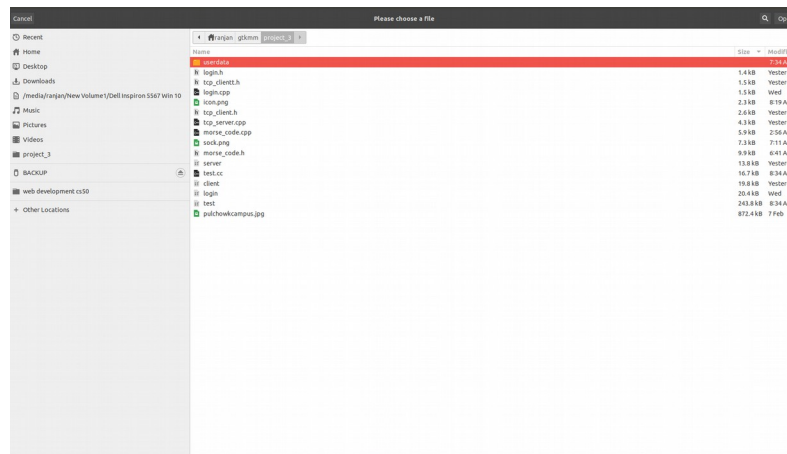 Cancel Please choose a file Op
Recent
Home
Desktop
Downloads
/media/ranjan/New Volume1/Dell Inspiron 5567 Win 10
Music
Pictures
Videos
project_3
BACKUP
web development cs50
+ Other Locations
ranjan gtkmm project_3
Name Size Modifi
userdata 7:34 A
login.h 1.4 kB Yester
tcp_clientt.h 1.5 kB Yester
login.cpp 1.5 kB Wed
icon.png 2.3 kB 8:19 A
tcp_client.h 2.6 kB Yester
tcp_server.cpp 4.3 kB Yester
morse_code.cpp 5.9 kB 2:56 A
sock.png 7.3 kB 7:11 A
morse_code.h 9.9 kB 6:41 A
server 13.8 kB Yester
test.cc 16.7 kB 8:34 A
client 19.8 kB Yester
login 20.4 kB Wed
test 243.8 kB 8:34 A
pulchowkcampus.jpg 872.4 kB 7 Feb